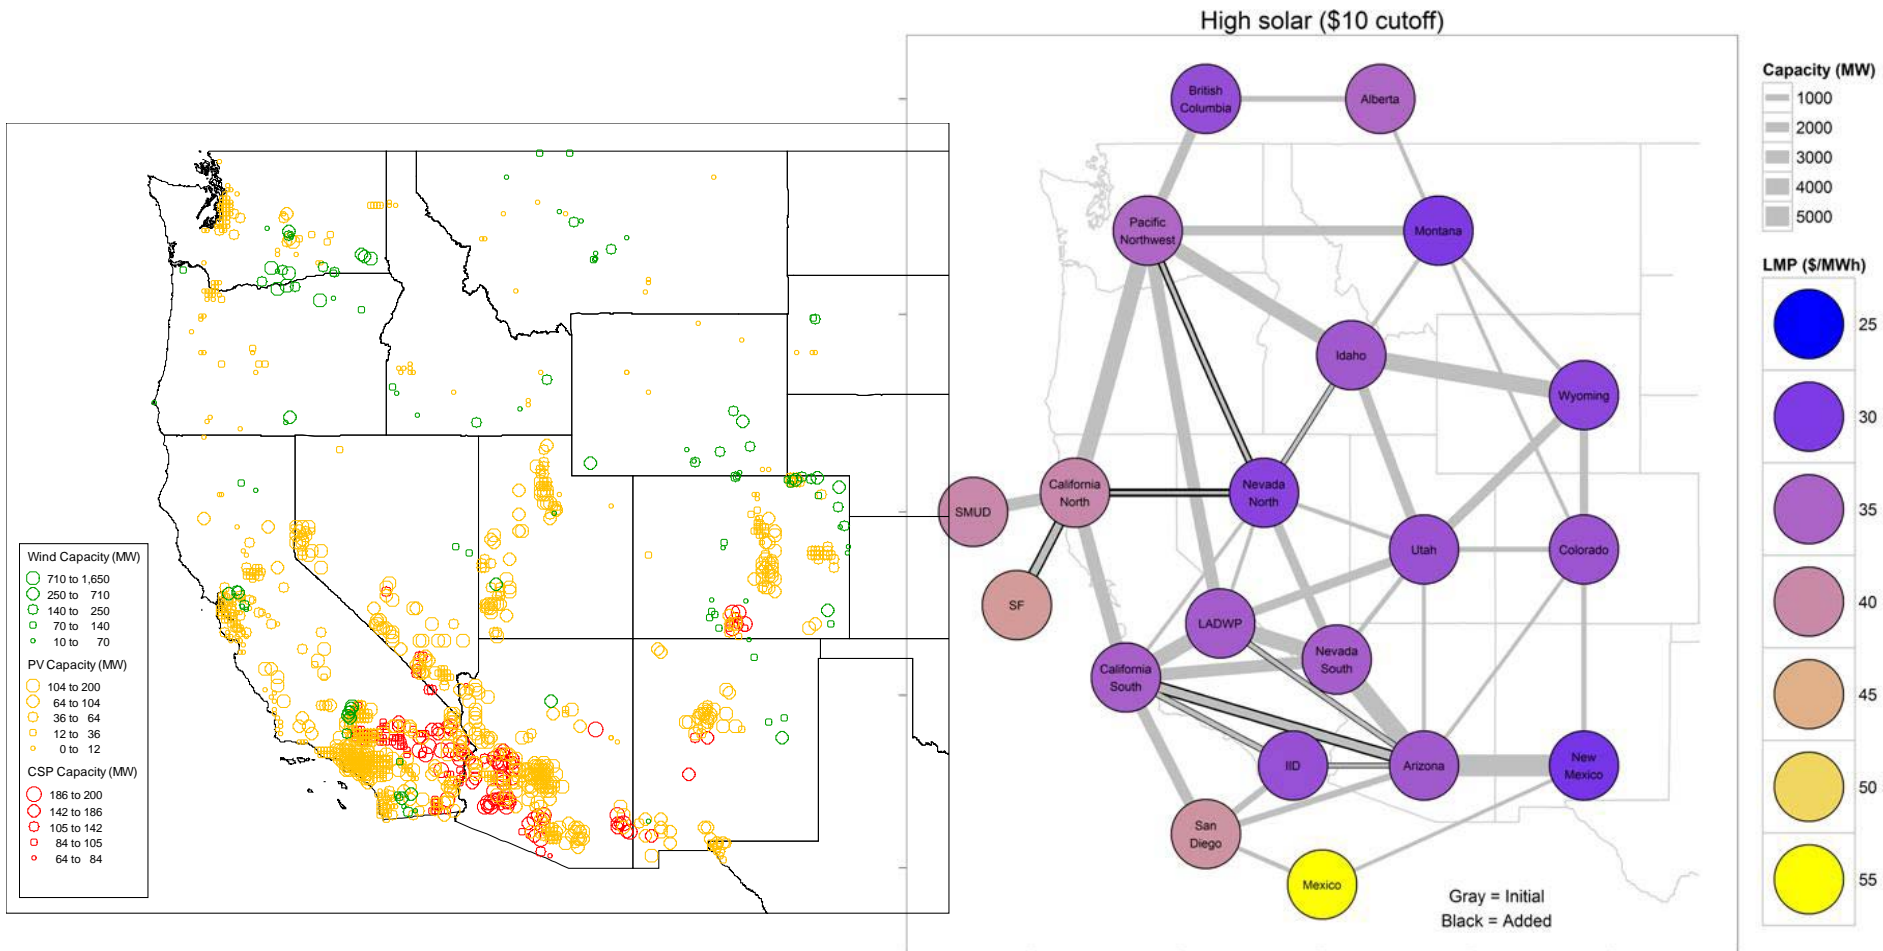 High solar ($10 cutoff)
Wind Capacity (MW)
710 to 1,650
250 to 710
140 to 250
70 to 140
10 to 70
PV Capacity (MW)
104 to 200
64 to 104
36 to 64
12 to 36
0 to 12
CSP Capacity (MW)
186 to 200
142 to 186
105 to 142
84 to 105
64 to 84
British
Columbia
Alberta
Pacific
Northwest
Montana
Idaho
Wyoming
SMUD
California
North
Nevada
North
Utah
Colorado
SF
LADWP
Nevada
South
California
South
IID
Arizona
New
Mexico
San
Diego
Mexico
Gray = Initial
Black = Added
Capacity (MW)
1000
2000
3000
4000
5000
LMP ($/MWh)
25
30
35
40
45
50
55